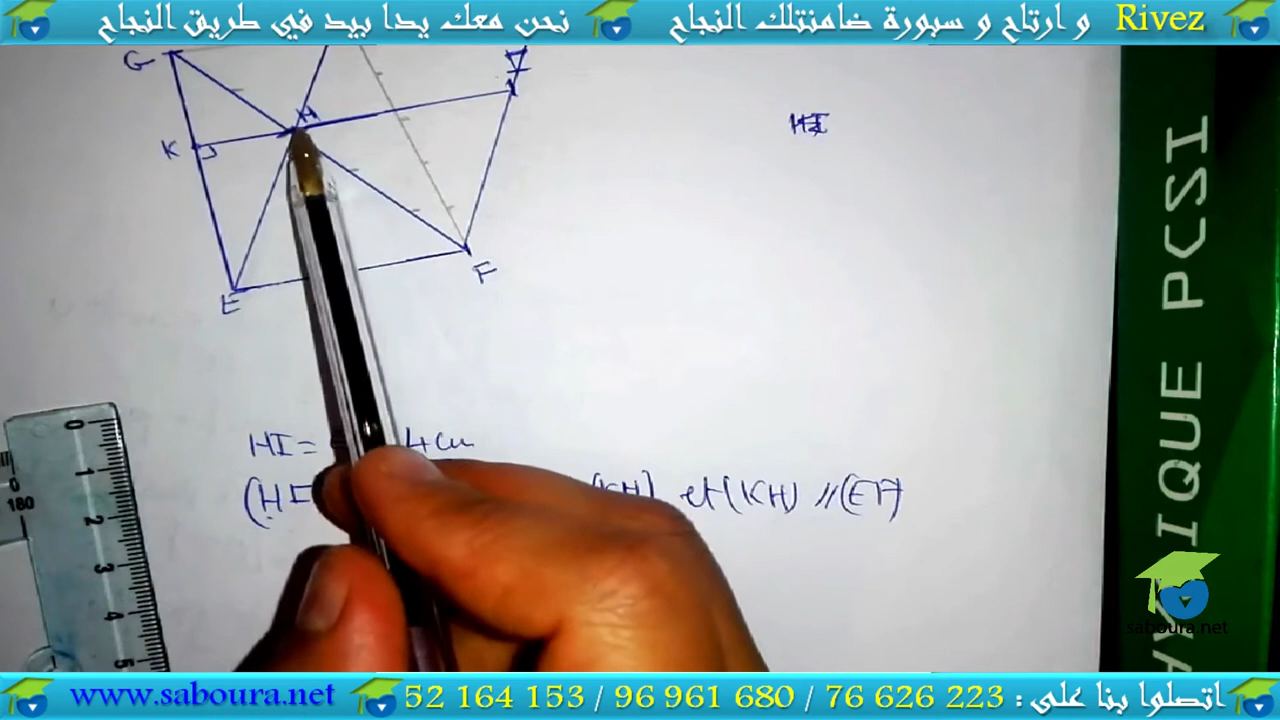 نحن معك يدا بيد في طريق النجاح و ارتاح و سبورة ضامنتلك النجاح Rivez
G
H
K
E
F
HI
HI = 4cm
(HI (KH) et (KH) // (EF)
0
1
2
3
4
5
0
180
IQUE PCSI
saboura.net
www.saboura.net 52 164 153 / 96 961 680 / 76 626 223 : اتصلوا بنا على